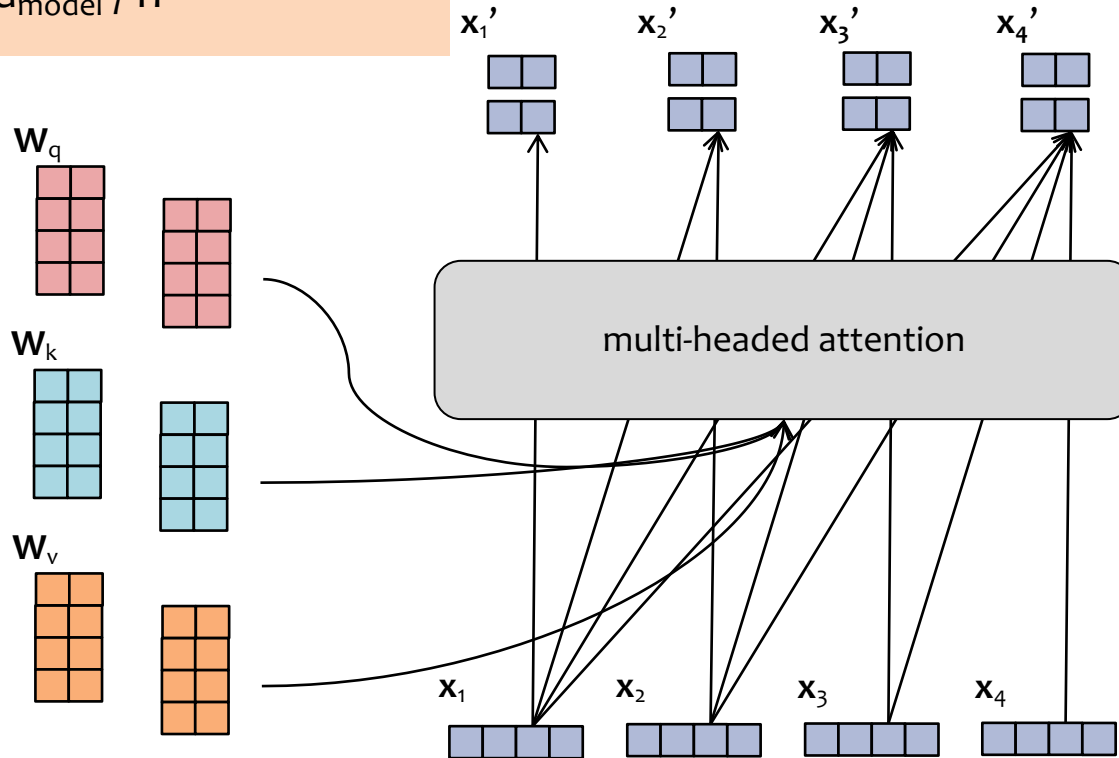 model / h
x₁’ x₂’ x₃’ x₄’
Wq
Wk
multi-headed attention
Wv
x₁ x₂ x₃ x₄